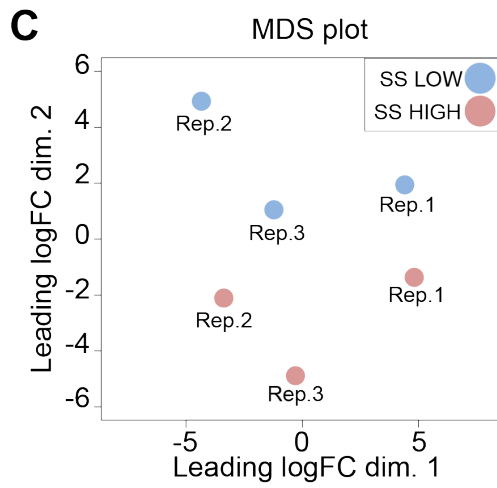 C
MDS plot
SS LOW
SS HIGH
Leading logFC dim. 2
6
4
2
0
-2
-4
-6
Rep.2
Rep.1
Rep.3
Rep.1
Rep.2
Rep.3
-5
0
5
Leading logFC dim. 1